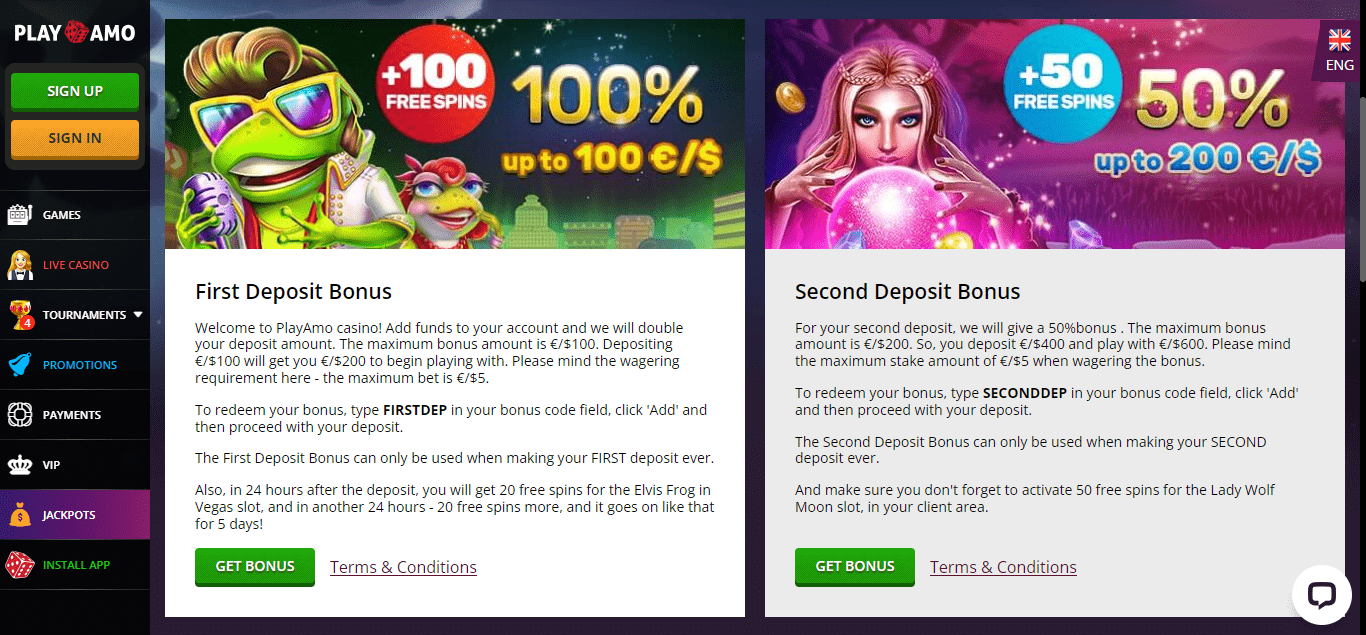 PLAY AMO
SIGN UP
SIGN IN
GAMES
LIVE CASINO
4
TOURNAMENTS
PROMOTIONS
PAYMENTS
VIP
$
JACKPOTS
INSTALL APP
+100
FREE SPINS
100%
up to 100 €/$
First Deposit Bonus
Welcome to PlayAmo casino! Add funds to your account and we will double
your deposit amount. The maximum bonus amount is €/$100. Depositing
€/$100 will get you €/$200 to begin playing with. Please mind the wagering
requirement here - the maximum bet is €/$5.
To redeem your bonus, type FIRSTDEP in your bonus code field, click 'Add' and
then proceed with your deposit.
The First Deposit Bonus can only be used when making your FIRST deposit ever.
Also, in 24 hours after the deposit, you will get 20 free spins for the Elvis Frog in
Vegas slot, and in another 24 hours - 20 free spins more, and it goes on like that
for 5 days!
GET BONUS
Terms & Conditions
+50
FREE SPINS
50%
up to 200 €/$
Second Deposit Bonus
For your second deposit, we will give a 50%bonus . The maximum bonus
amount is €/$200. So, you deposit €/$400 and play with €/$600. Please mind
the maximum stake amount of €/$5 when wagering the bonus.
To redeem your bonus, type SECONDDEP in your bonus code field, click 'Add'
and then proceed with your deposit.
The Second Deposit Bonus can only be used when making your SECOND
deposit ever.
And make sure you don't forget to activate 50 free spins for the Lady Wolf
Moon slot, in your client area.
GET BONUS
Terms & Conditions
ENG